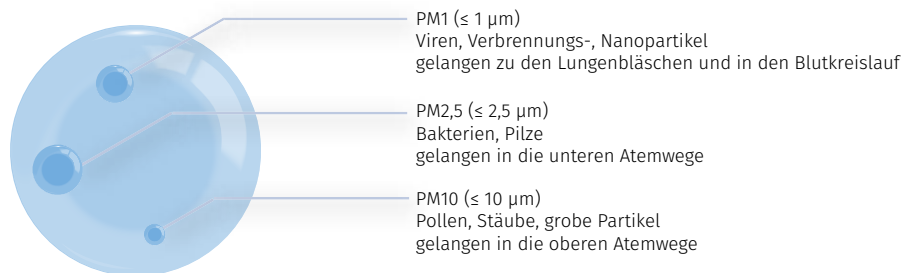 PM1 (≤ 1 µm)
Viren, Verbrennungs-, Nanopartikel
gelangen zu den Lungenbläschen und in den Blutkreislauf
PM2,5 (≤ 2,5 µm)
Bakterien, Pilze
gelangen in die unteren Atemwege
PM10 (≤ 10 µm)
Pollen, Stäube, grobe Partikel
gelangen in die oberen Atemwege